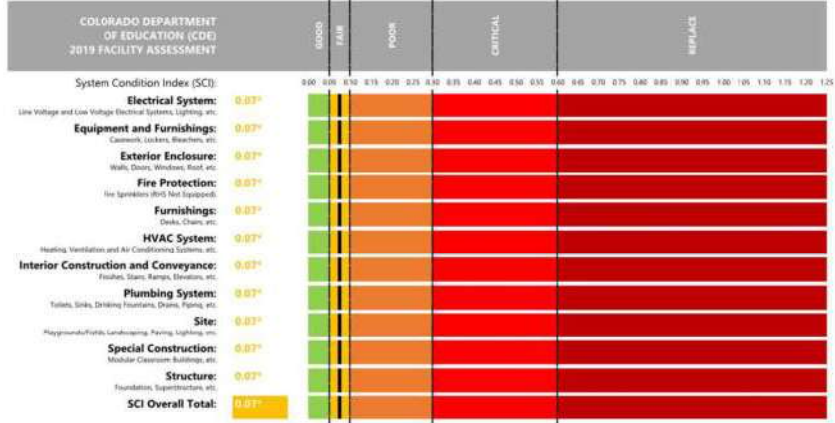 COLORADO DEPARTMENT
OF EDUCATION (CDE)
2019 FACILITY ASSESSMENT
GOOD
FAIR
POOR
CRITICAL
REPLACE
System Condition Index (SCI):
0.00 0.05 0.10 0.15 0.20 0.25 0.30 0.35 0.40 0.45 0.50 0.55 0.60 0.65 0.70 0.75 0.80 0.85 0.90 0.95 1.00 1.05 1.10 1.15 1.20 1.25
Electrical System: 0.07*
Line Voltage and Low Voltage Electrical Systems, Lighting, etc.
Equipment and Furnishings: 0.07*
Casework, Lockers, Bleachers, etc.
Exterior Enclosure: 0.07*
Walls, Doors, Windows, Roof, etc.
Fire Protection: 0.07*
Fire Sprinklers (RHS Not Equipped).
Furnishings: 0.07*
Desks, Chairs, etc.
HVAC System: 0.07*
Heating, Ventilation and Air Conditioning Systems, etc.
Interior Construction and Conveyance: 0.07*
Finishes, Stairs, Ramps, Elevators, etc.
Plumbing System: 0.07*
Toilets, Sinks, Drinking Fountains, Drains, Piping, etc.
Site: 0.07*
Playgrounds/Fields, Landscaping, Paving, Lighting, etc.
Special Construction: 0.07*
Modular Classroom Buildings, etc.
Structure: 0.07*
Foundation, Superstructure, etc.
SCI Overall Total: 0.07*